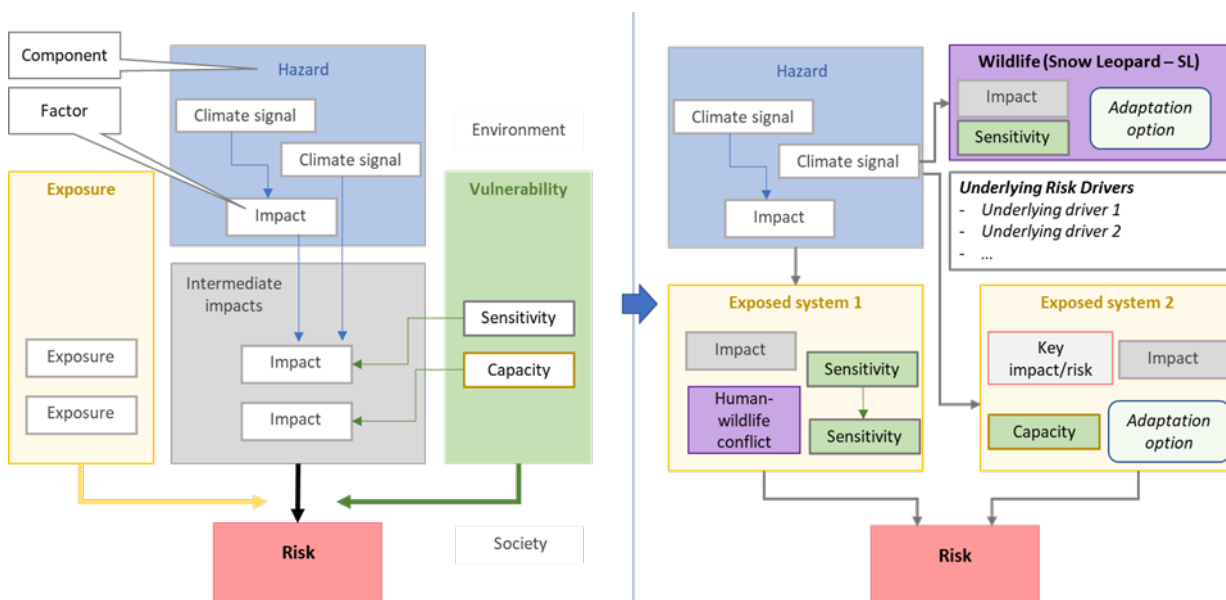 Component
Factor
Hazard
Climate signal
Climate signal
Impact
Environment
Exposure
Exposure
Exposure
Intermediate
impacts
Impact
Impact
Vulnerability
Sensitivity
Capacity
Risk
Society
Hazard
Climate signal
Climate signal
Impact
Wildlife (Snow Leopard – SL)
Impact
Sensitivity
Adaptation
option
Underlying Risk Drivers
- Underlying driver 1
- Underlying driver 2
- ...
Exposed system 1
Impact
Human-
wildlife
conflict
Sensitivity
Sensitivity
Exposed system 2
Key
impact/risk
Impact
Capacity
Adaptation
option
Risk